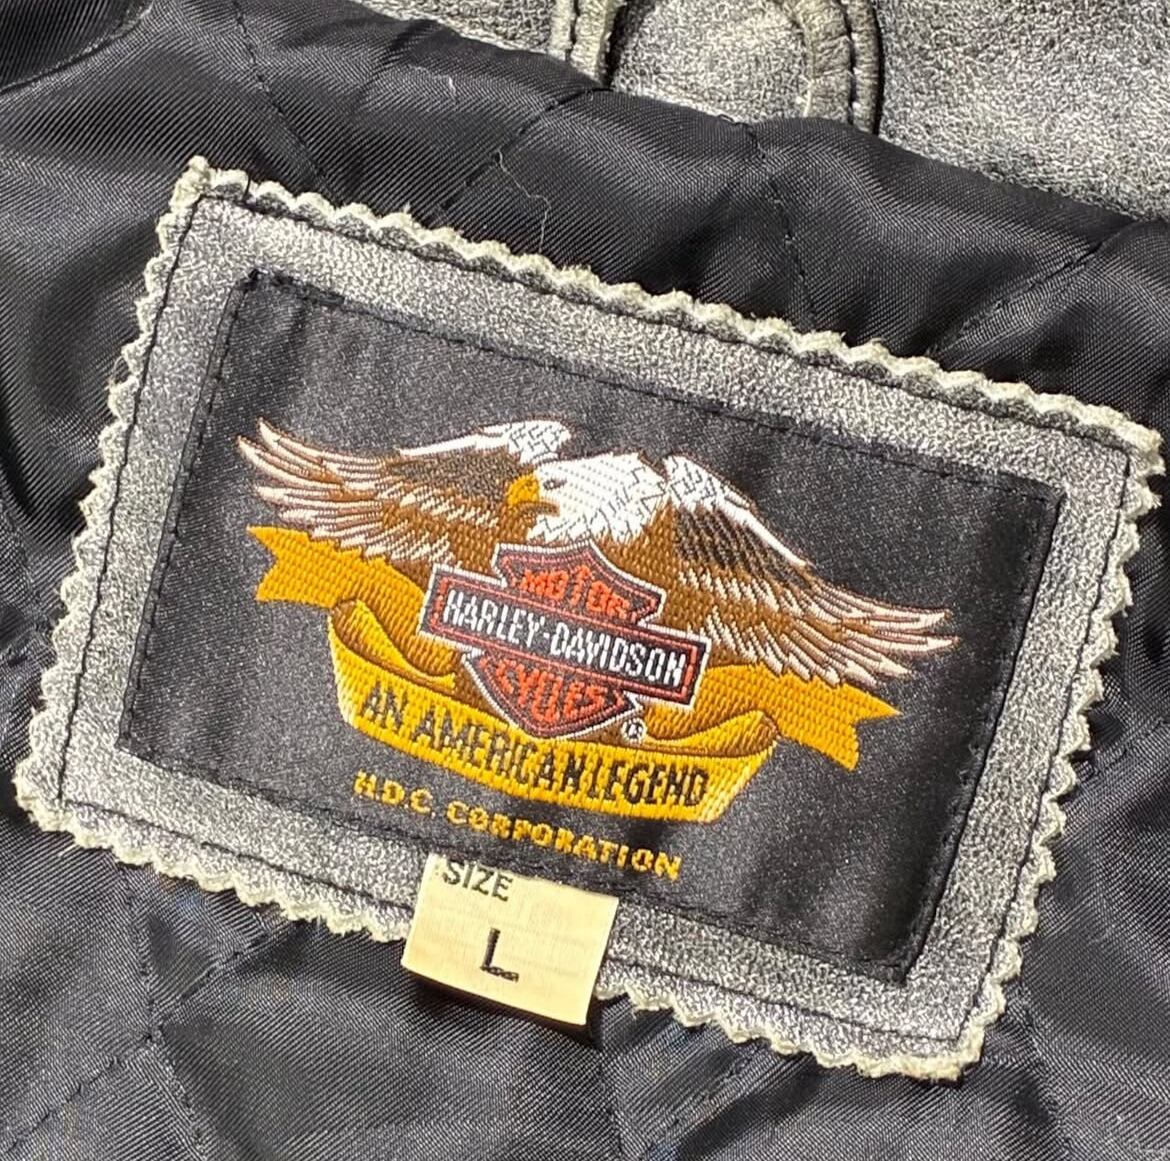 MOTOR
HARLEY-DAVIDSON
CYCLES
®
AN AMERICAN LEGEND
H.D.C. CORPORATION
SIZE
L